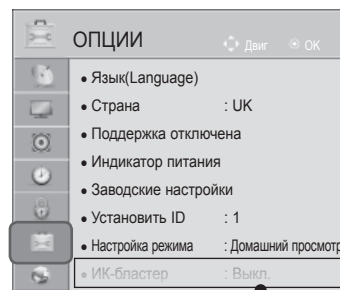 ОПЦИИ
Двиг
ОК
• Язык(Language)
• Страна : UK
• Поддержка отключена
• Индикатор питания
• Заводские настройки
• Установить ID : 1
• Настройка режима : Домашний просмотр
• ИК-бластер : Выкл.